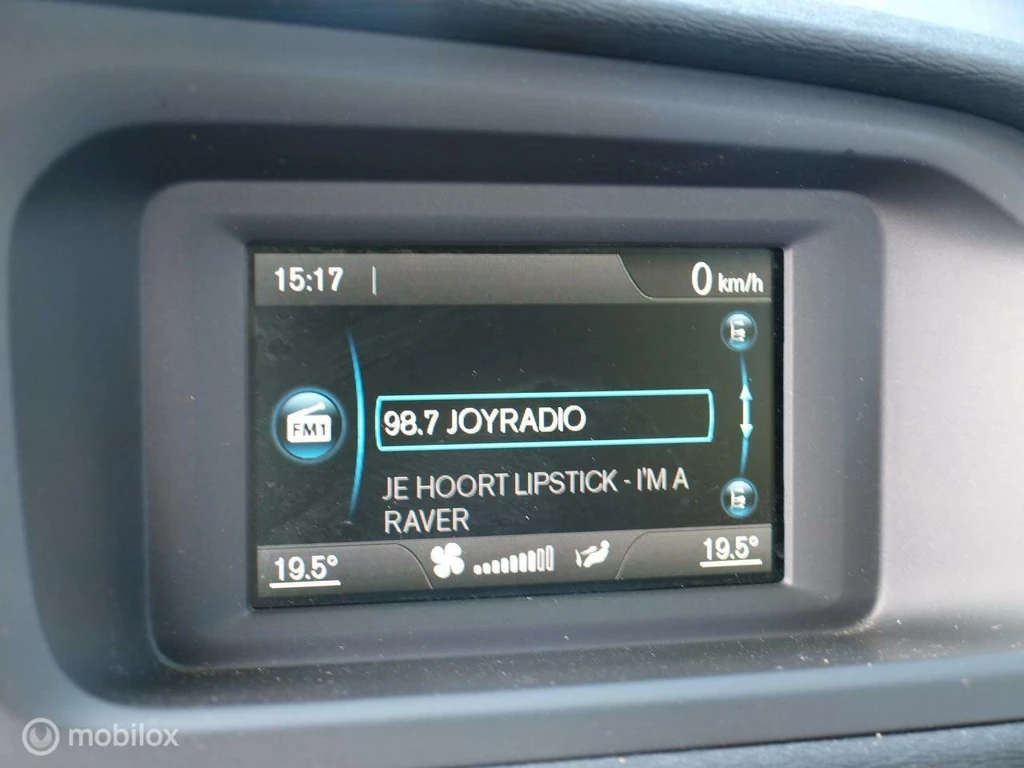 15:17
0 km/h
FM1
98.7 JOYRADIO
JE HOORT LIPSTICK - I'M A
RAVER
19.5°
19.5°
mobilox